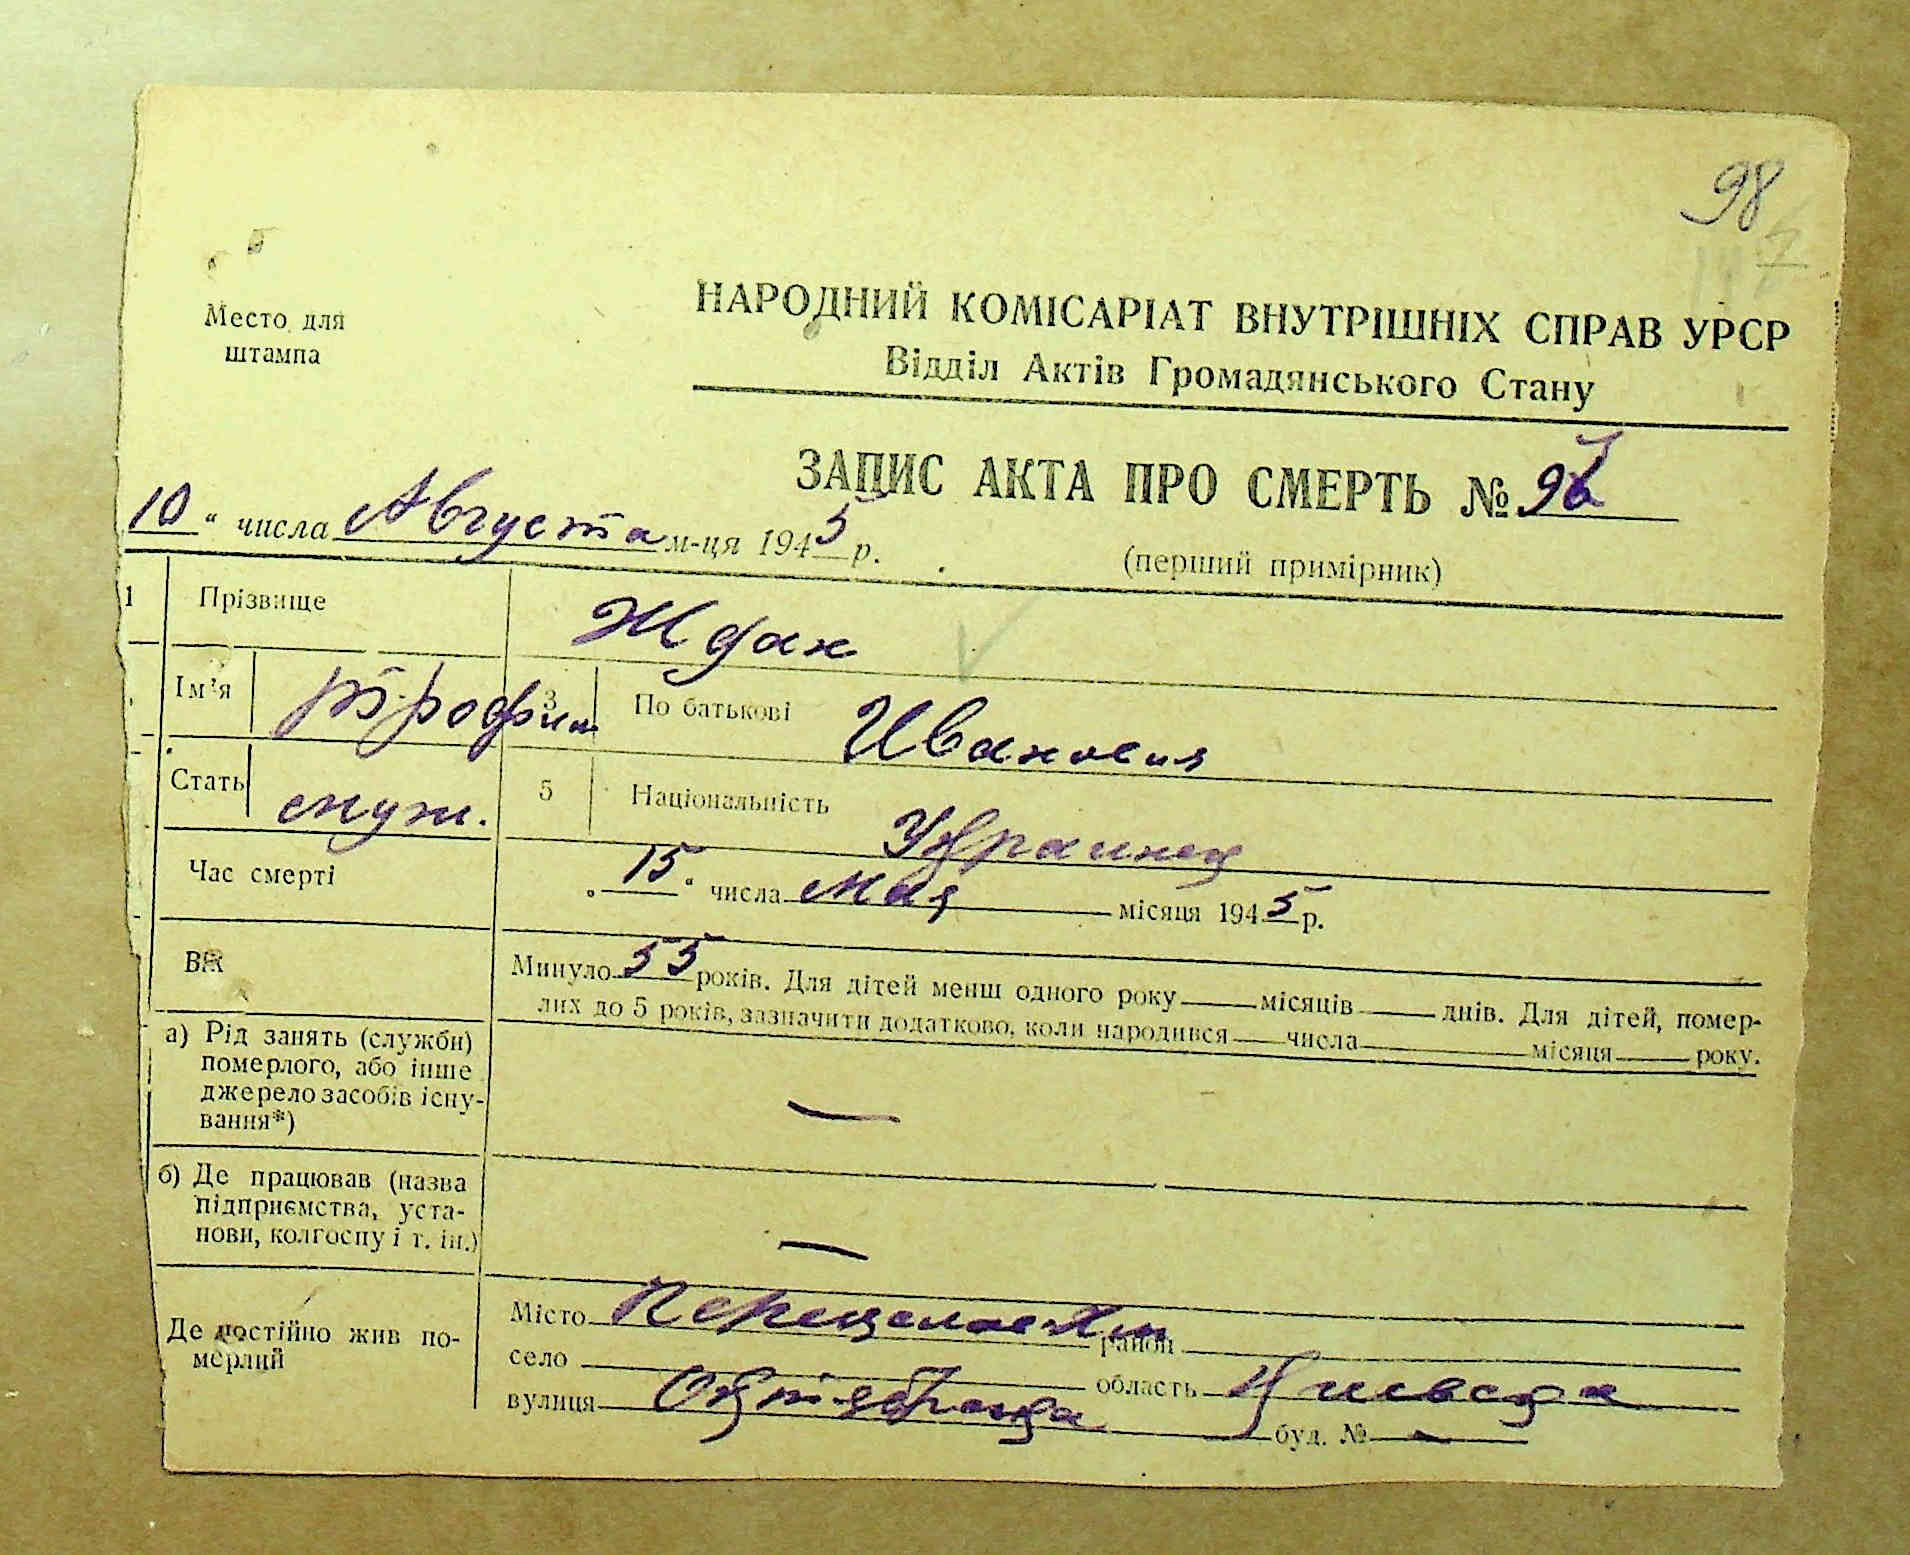 98
Место для
штампа
НАРОДНИЙ КОМІСАРІАТ ВНУТРІШНІХ СПРАВ УРСР
Відділ Актів Громадянського Стану
ЗАПИС АКТА ПРО СМЕРТЬ №
10 " числа Августа м-ця 1945 р.
(перший примірник)
1 Прізвище Ждан
Ім'я Трофим 3 По батькові Иванович
Стать муж. 5 Національність Украинец
Час смерті „ 15 " числа мая місяця 1945 р.
Вік Минуло 55 років. Для дітей менш одного року місяців днів. Для дітей, помер-
лих до 5 років, зазначити додатково, коли народився числа місяця року.
а) Рід занять (служби)
померлого, або інше
джерело засобів існу-
вання*) —
б) Де працював (назва
підприємства, уста-
нови, колгоспу і т. ін.) —
Де постійно жив по-
мерлий
Місто район
село область Киевска
вулиця буд. № —